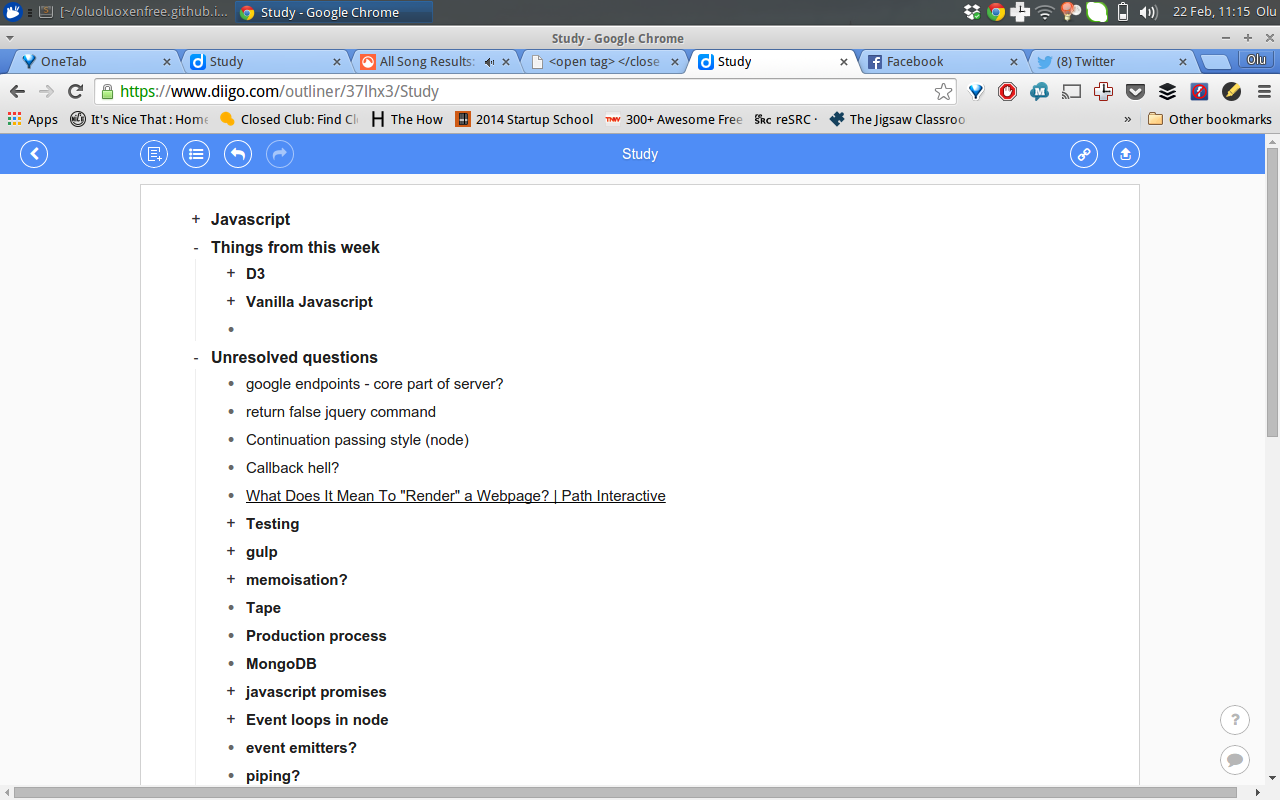 [~/oluoluoxenfree.github.i...
Study - Google Chrome
22 Feb, 11:15 Olu
Study - Google Chrome
OneTab
Study
All Song Results:
<open tag> </close
Study
Facebook
(8) Twitter
Olu
https://www.diigo.com/outliner/37lhx3/Study
Apps
It's Nice That : Home
Closed Club: Find Cl
The How
2014 Startup School
300+ Awesome Free
reSRC ·
The Jigsaw Classroo
»
Other bookmarks
Study
+ Javascript
- Things from this week
+ D3
+ Vanilla Javascript
•
- Unresolved questions
• google endpoints - core part of server?
• return false jquery command
• Continuation passing style (node)
• Callback hell?
• What Does It Mean To "Render" a Webpage? | Path Interactive
+ Testing
+ gulp
+ memoisation?
• Tape
• Production process
• MongoDB
+ javascript promises
+ Event loops in node
• event emitters?
• piping?
?